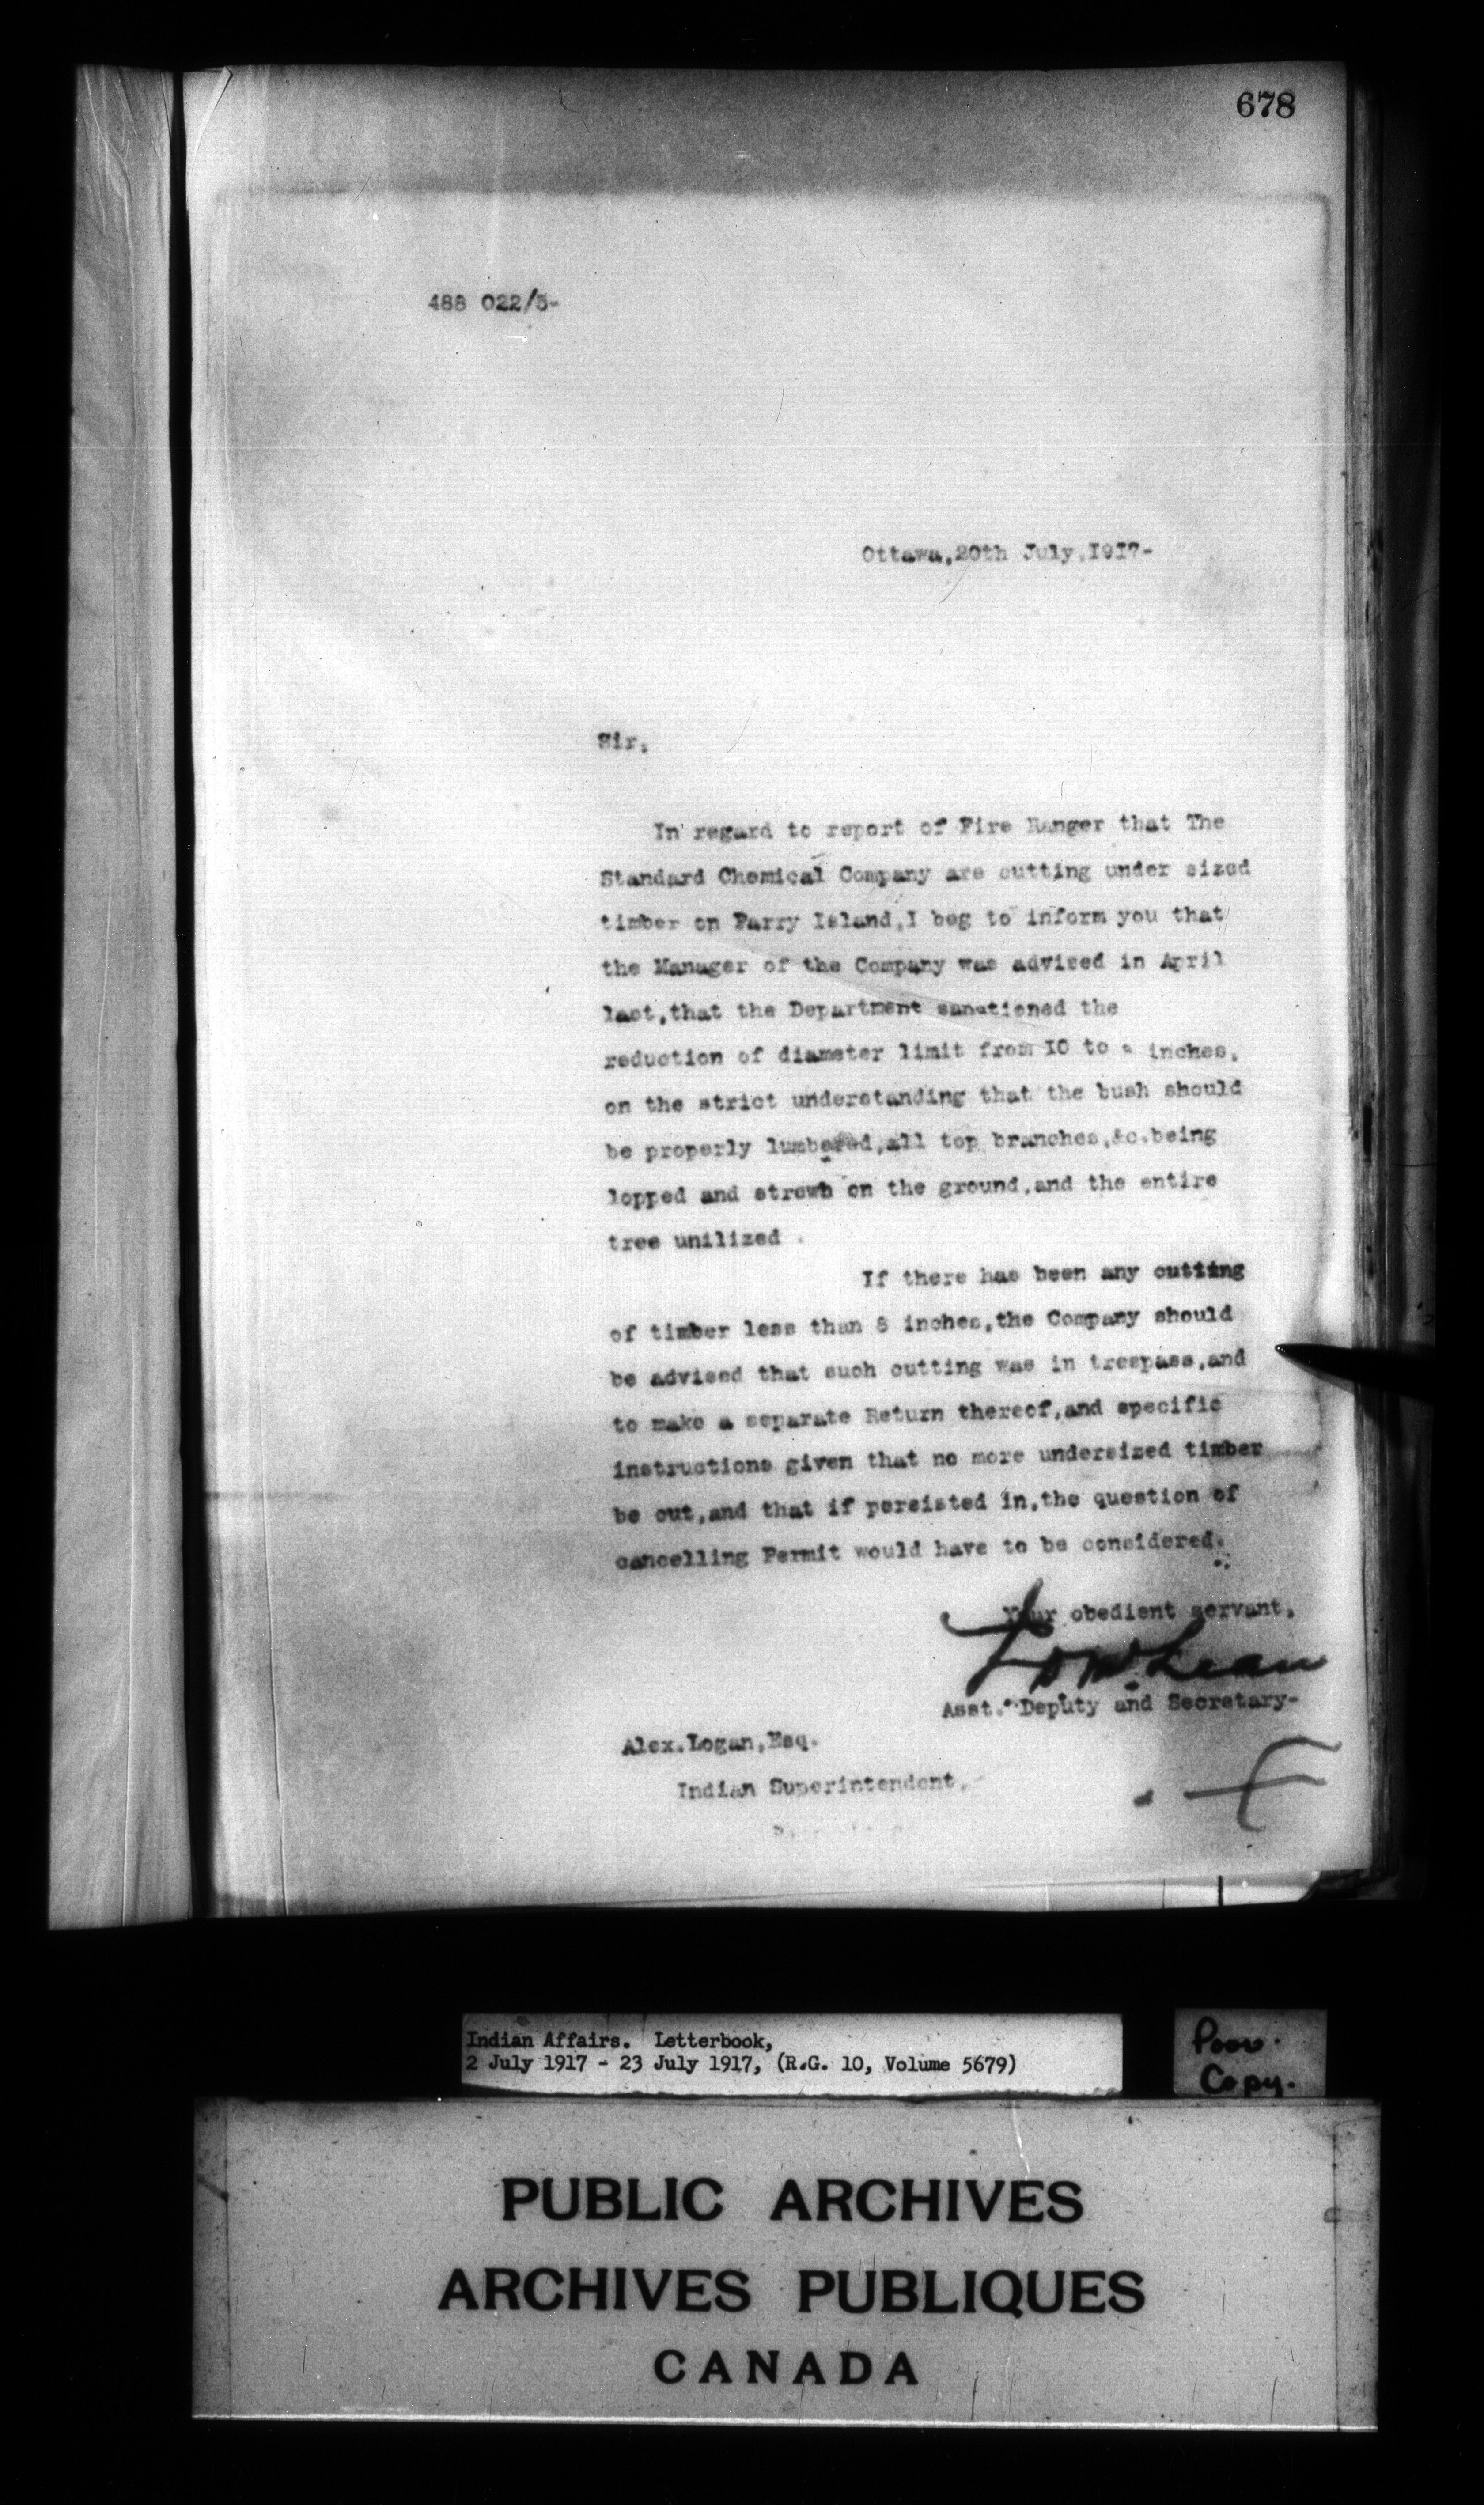 678
488 022/5-
Ottawa,20th July,1917-
Sir,
In regard to report of Fire Ranger that The
Standard Chemical Company are cutting under sized
timber on Parry Island,I beg to inform you that
the Manager of the Company was advised in April
last,that the Department sanctioned the
reduction of diameter limit from 10 to inches,
on the strict understanding that the bush should
be properly lumbered,all top branches,&c.being
lopped and strewn on the ground,and the entire
tree unilized .
If there has been any cutting
of timber less than 8 inches,the Company should
be advised that such cutting was in trespass,and
to make a separate Return thereof,and specific
instructions given that no more undersized timber
be cut,and that if persisted in,the question of
cancelling Permit would have to be considered.
Your obedient servant,
J D McLean
Asst. Deputy and Secretary-
Alex.Logan,Esq.
Indian Superintendent,
Indian Affairs. Letterbook,
2 July 1917 - 23 July 1917, (R.G. 10, Volume 5679)
Poor
Copy.
PUBLIC ARCHIVES
ARCHIVES PUBLIQUES
CANADA